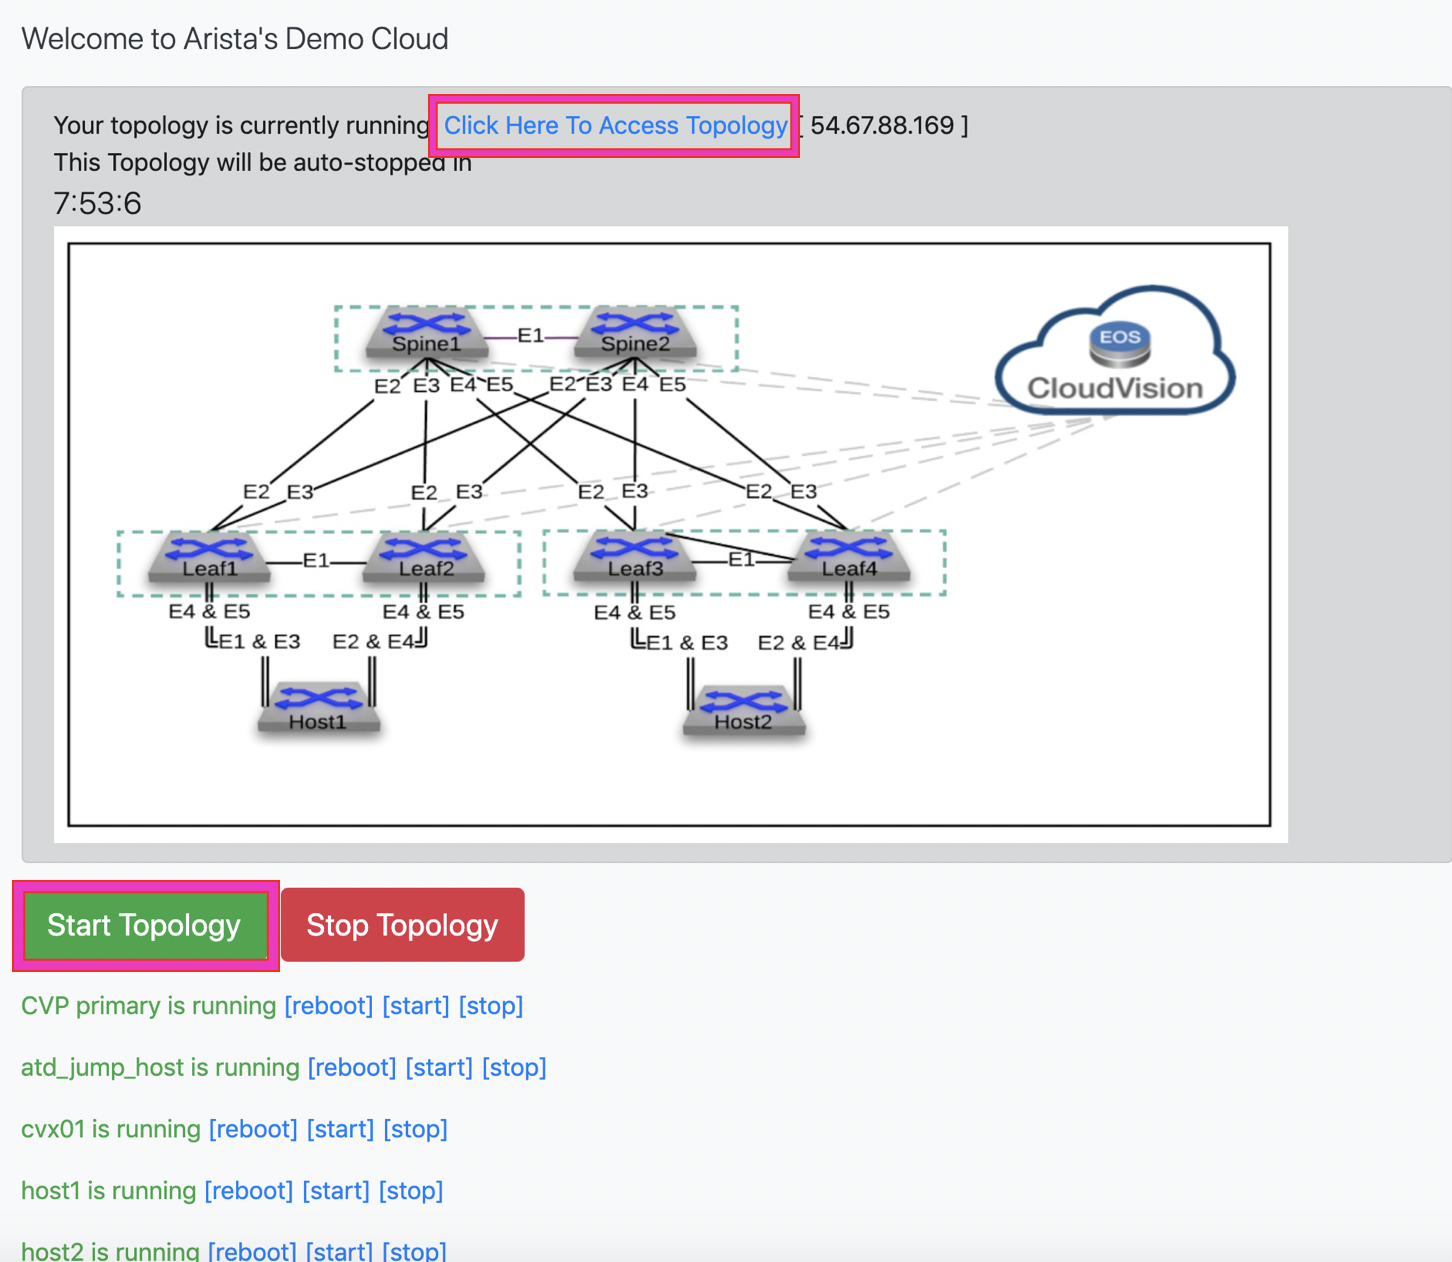 Welcome to Arista's Demo Cloud
Your topology is currently running Click Here To Access Topology [ 54.67.88.169 ]
This Topology will be auto-stopped in
7:53:6
Spine1 E1 Spine2
EOS
CloudVision
E2 E3 E4 E5 E2 E3 E4 E5
E2 E3 E2 E3 E2 E3 E2 E3
Leaf1 E1 Leaf2 Leaf3 E1 Leaf4
E4 & E5 E4 & E5 E4 & E5 E4 & E5
E1 & E3 E2 & E4 E1 & E3 E2 & E4
Host1 Host2
Start Topology Stop Topology
CVP primary is running [reboot] [start] [stop]
atd_jump_host is running [reboot] [start] [stop]
cvx01 is running [reboot] [start] [stop]
host1 is running [reboot] [start] [stop]
host2 is running [reboot] [start] [stop]